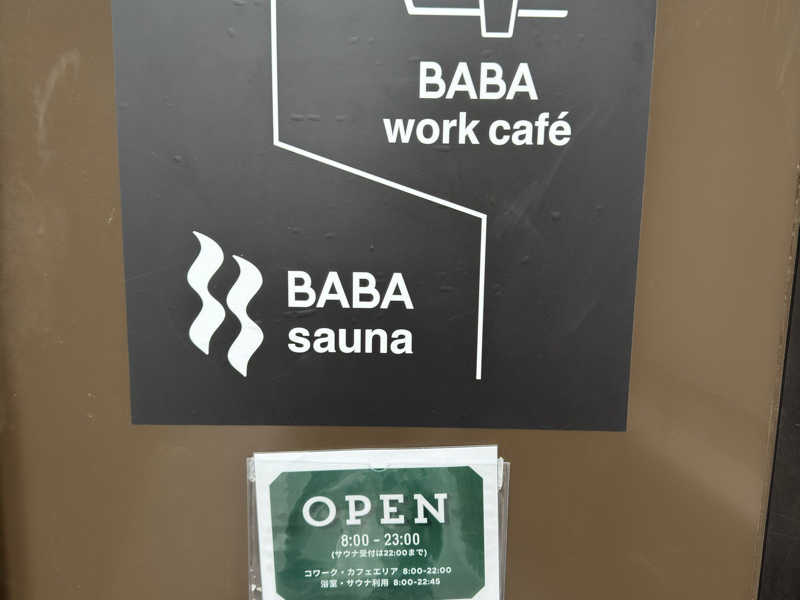 BABA
work café
BABA
sauna
OPEN
8:00 - 23:00
(サウナ受付は22:00まで)
コワーク・カフェエリア 8:00-22:00
浴室・サウナ利用 8:00-22:45